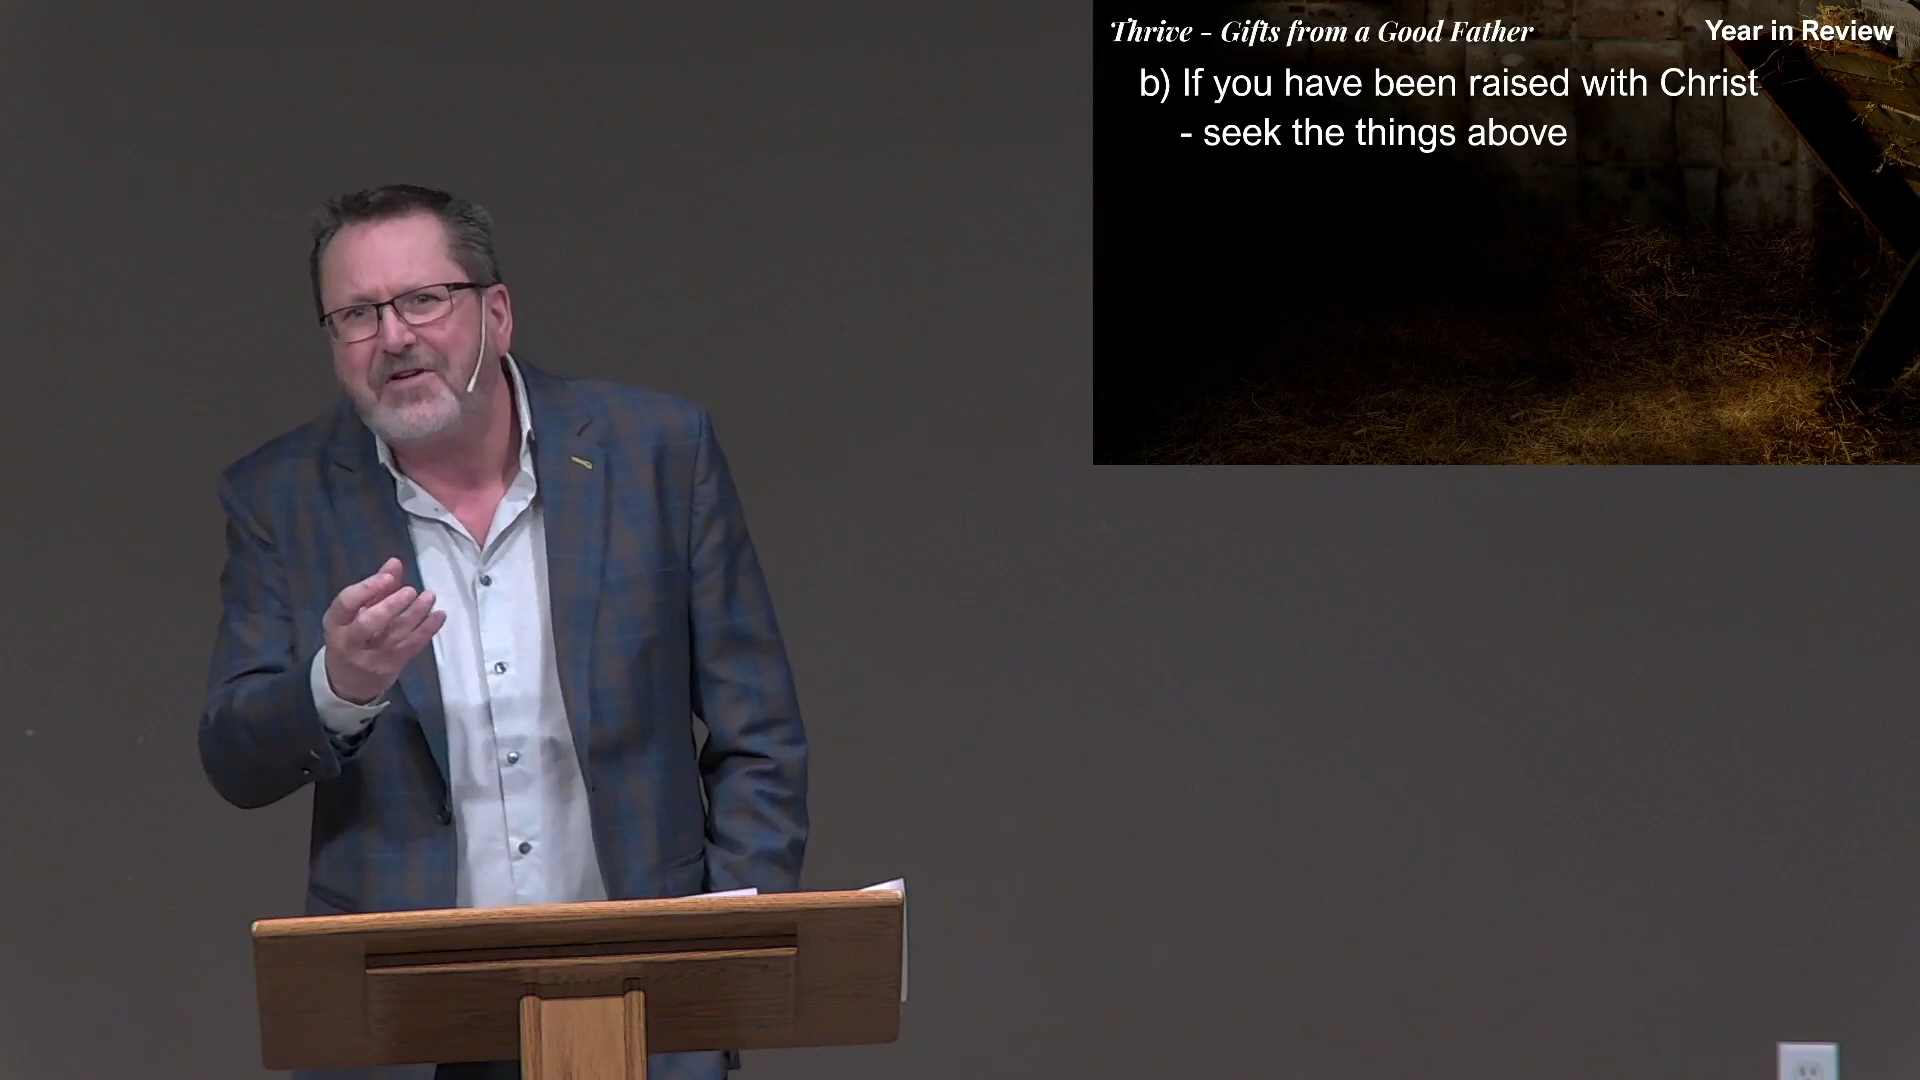 Thrive - Gifts from a Good Father
Year in Review
b) If you have been raised with Christ
- seek the things above